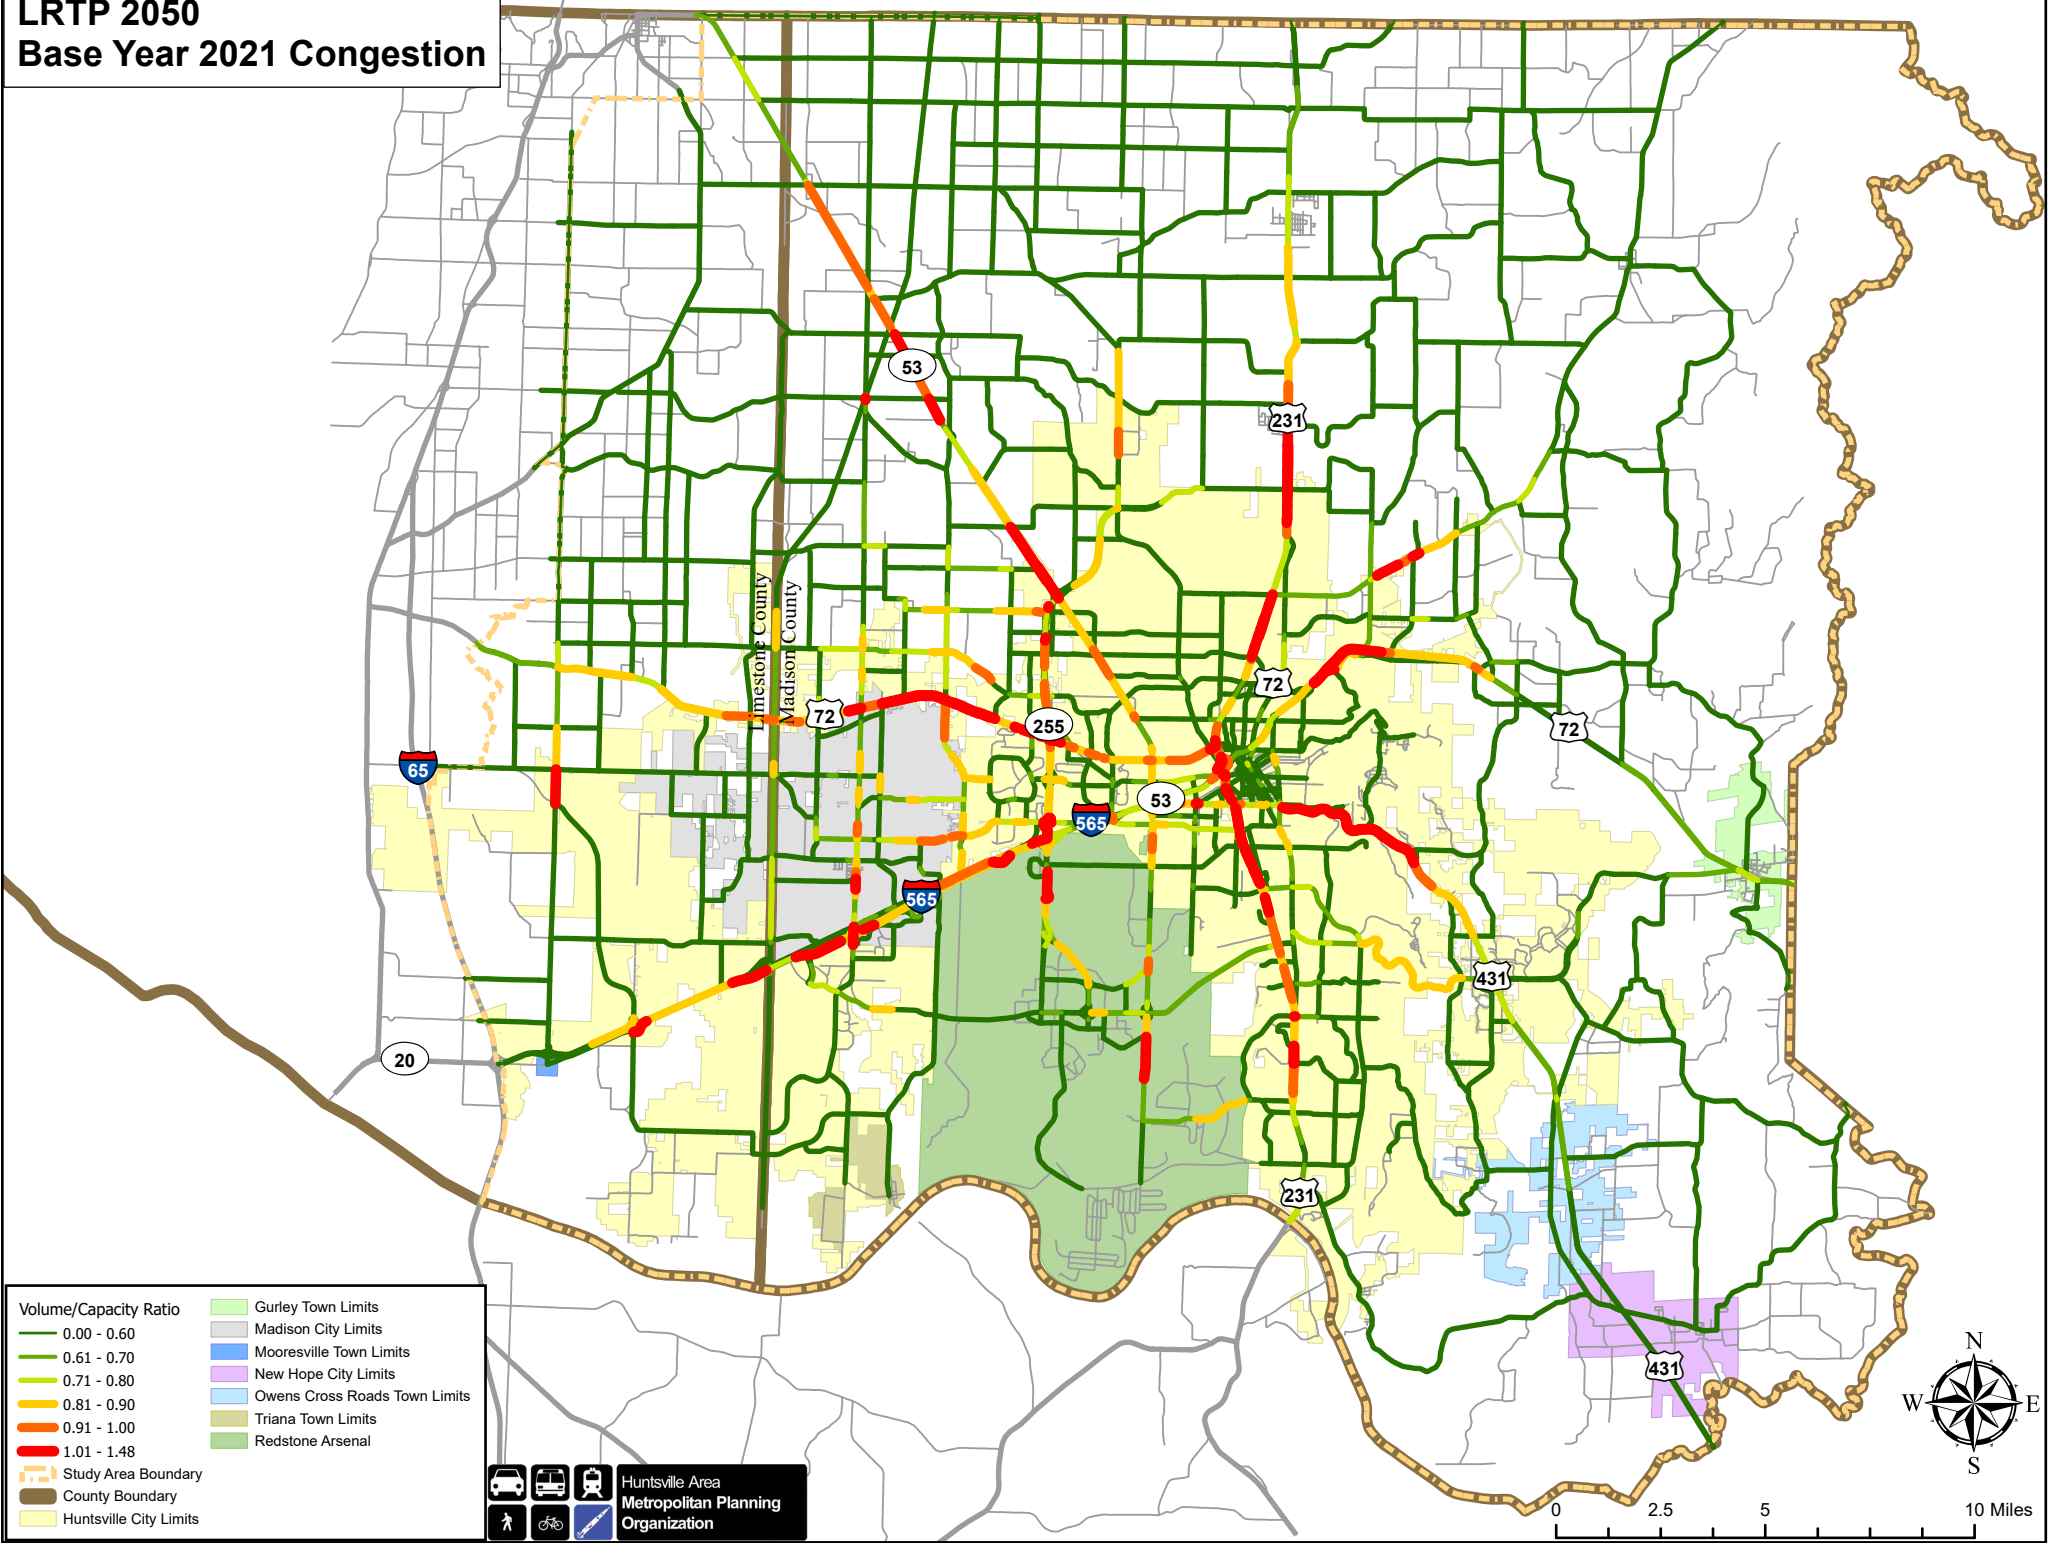 LRTP 2050
Base Year 2021 Congestion
53
231
Limestone County
Madison County
72
72
255
72
65
53
565
565
431
20
231
431
Volume/Capacity Ratio
0.00 - 0.60
0.61 - 0.70
0.71 - 0.80
0.81 - 0.90
0.91 - 1.00
1.01 - 1.48
Study Area Boundary
County Boundary
Huntsville City Limits
Gurley Town Limits
Madison City Limits
Mooresville Town Limits
New Hope City Limits
Owens Cross Roads Town Limits
Triana Town Limits
Redstone Arsenal
Huntsville Area
Metropolitan Planning
Organization
N
W E
S
0 2.5 5 10 Miles